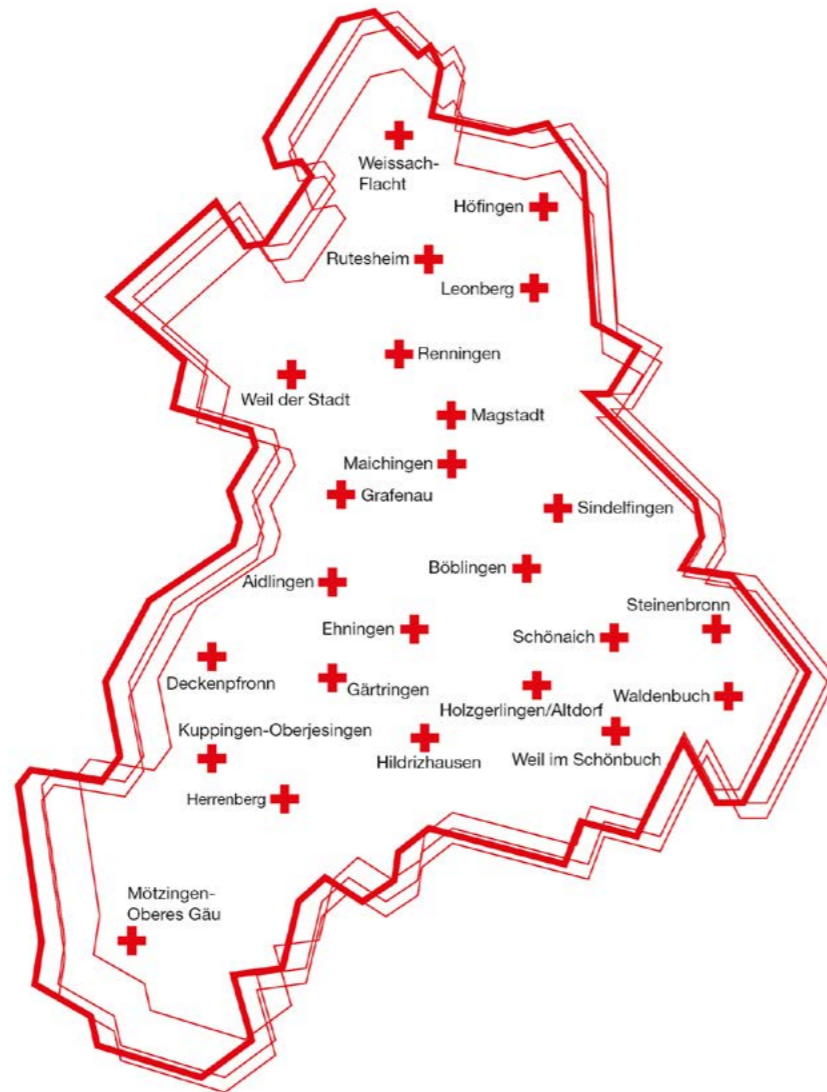 Weissach-
Flacht
Höfingen
Rutesheim
Leonberg
Renningen
Weil der Stadt
Magstadt
Maichingen
Grafenau
Sindelfingen
Böblingen
Aidlingen
Steinenbronn
Ehningen
Schönaich
Deckenpfronn
Gärtringen
Waldenbuch
Holzgerlingen/Altdorf
Kuppingen-Oberjesingen
Hildrizhausen
Weil im Schönbuch
Herrenberg
Mötzingen-
Oberes Gäu